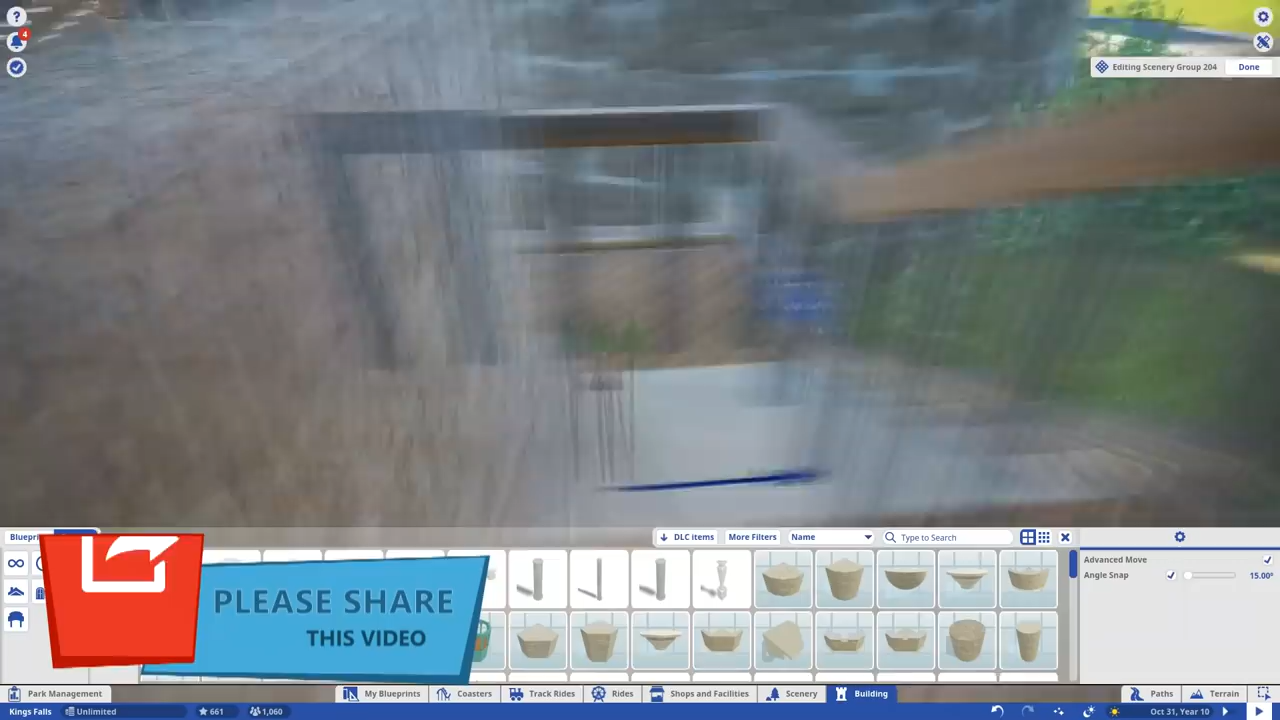 4
Editing Scenery Group 204
Done
DLC items
More Filters
Name
Type to Search
Advanced Move
Angle Snap
15.00°
PLEASE SHARE
THIS VIDEO
Park Management
My Blueprints
Coasters
Track Rides
Rides
Shops and Facilities
Scenery
Building
Paths
Terrain
Kings Falls
Unlimited
661
1,060
Oct 31, Year 10